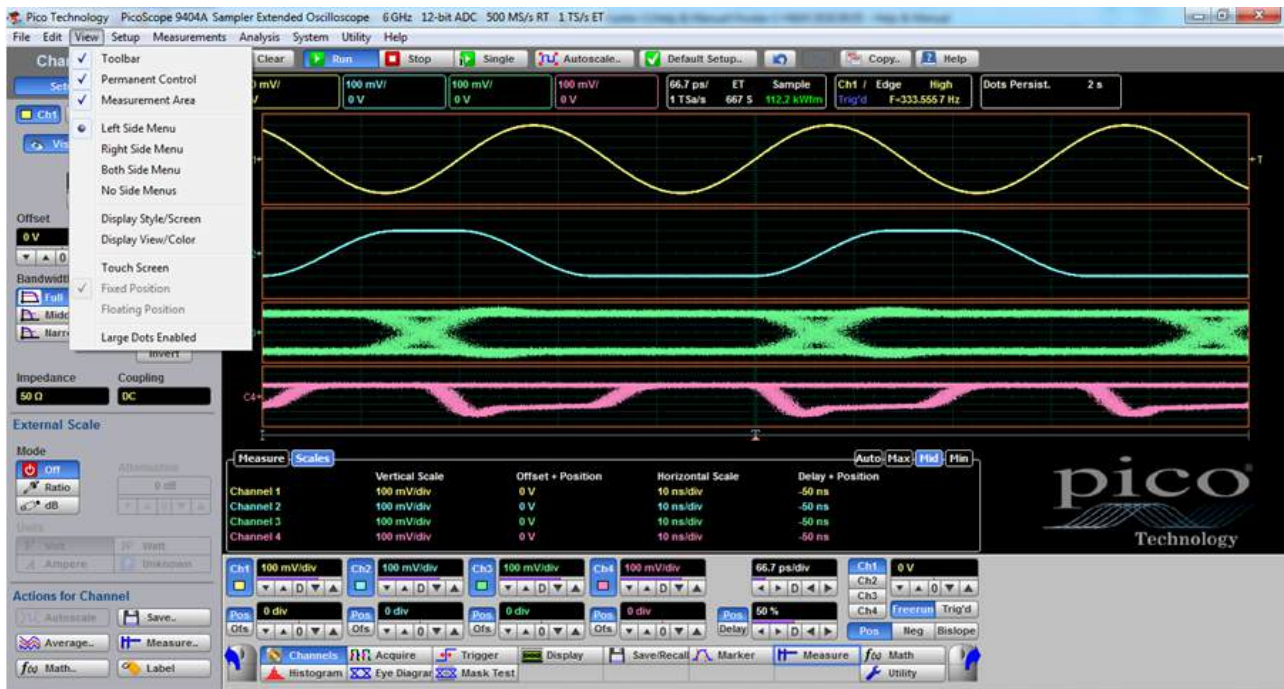 Pico Technology PicoScope 9404A Sampler Extended Oscilloscope 6 GHz 12-bit ADC 500 MS/s RT 1 TS/s ET
File Edit View Setup Measurements Analysis System Utility Help
Clear Run Stop Single Autoscale.. Default Setup.. Copy.. Help
Toolbar
Permanent Control
Measurement Area
Left Side Menu
Right Side Menu
Both Side Menu
No Side Menus
Display Style/Screen
Display View/Color
Touch Screen
Fixed Position
Floating Position
Large Dots Enabled
Ch1
Offset
0 V
Full
Invert
Impedance Coupling
50 Ω DC
External Scale
Mode
Off
Ratio
dB
Attenuation
0 dB
Units
Volt Watt
Ampere Unknown
Actions for Channel
Autoscale Save..
Average.. Measure..
Math.. Label
100 mV/ 100 mV/ 100 mV/ 66.7 ps/ ET Sample Ch1 / Edge High Dots Persist. 2 s
0 V 0 V 0 V 1 TSa/s 667 S 112.2 kWfm Trig'd F=333.555 7 Hz
T
C4
T
Measure Scales Auto Max Mid Min
Vertical Scale Offset + Position Horizontal Scale Delay + Position
Channel 1 100 mV/div 0 V 10 ns/div -50 ns
Channel 2 100 mV/div 0 V 10 ns/div -50 ns
Channel 3 100 mV/div 0 V 10 ns/div -50 ns
Channel 4 100 mV/div 0 V 10 ns/div -50 ns
pico
Technology
Ch1 100 mV/div Ch2 100 mV/div Ch3 100 mV/div Ch4 100 mV/div 66.7 ps/div Ch1 0 V
D D D D D Ch2 0
Ch3
Pos 0 div Pos 0 div Pos 0 div Pos 0 div Pos 50 % Ch4 Freerun Trig'd
Ofs 0 Ofs 0 Ofs 0 Ofs 0 Delay D Pos Neg Bislope
Channels Acquire Trigger Display Save/Recall Marker Measure Math
Histogram Eye Diagram Mask Test Utility